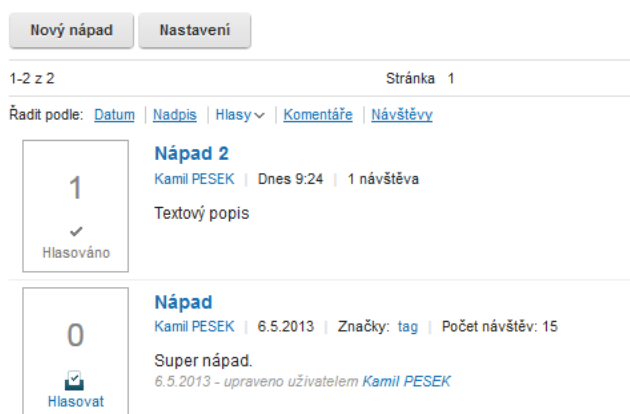 Nový nápad Nastavení
1-2 z 2 Stránka 1
Řadit podle: Datum | Nadpis | Hlasy | Komentáře | Návštěvy
1
Hlasováno
Nápad 2
Kamil PESEK | Dnes 9:24 | 1 návštěva
Textový popis
0
Hlasovat
Nápad
Kamil PESEK | 6.5.2013 | Značky: tag | Počet návštěv: 15
Super nápad.
6.5.2013 - upraveno uživatelem Kamil PESEK